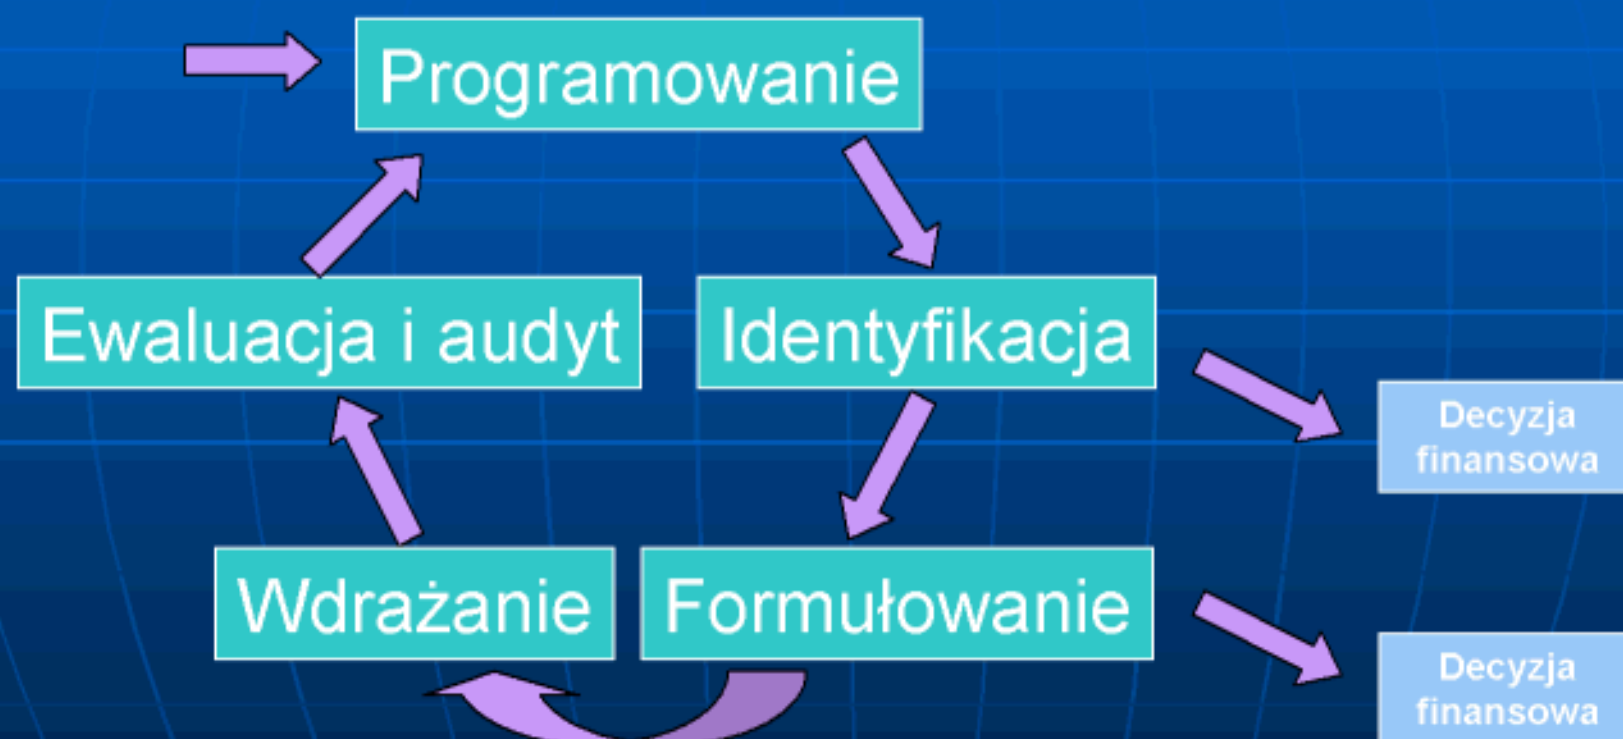 Programowanie
Ewaluacja i audyt
Identyfikacja
Decyzja
finansowa
Wdrażanie
Formułowanie
Decyzja
finansowa